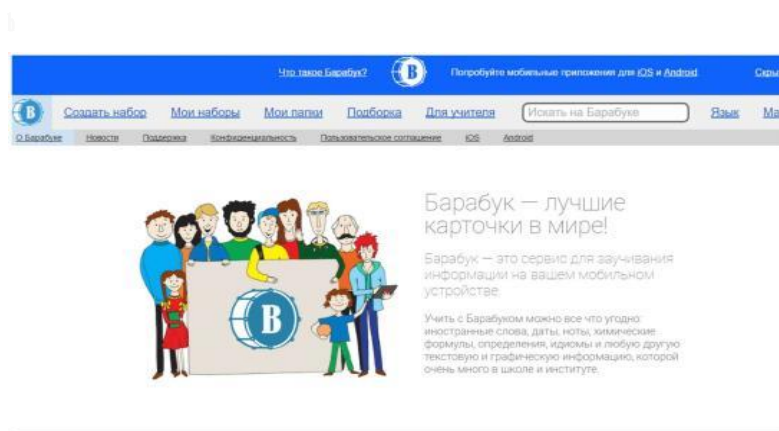 Что такое Барабук?
B
Попробуйте мобильные приложения для iOS и Android
Скры
B
Создать набор
Мои наборы
Мои папки
Подборка
Для учителя
Искать на Барабуке
Язык
Ма
О Барабуке
Новости
Поддержка
Конфиденциальность
Пользовательское соглашение
iOS
Android
Барабук — лучшие
карточки в мире!
Барабук — это сервис для заучивания
информации на вашем мобильном
устройстве.
Учить с Барабуком можно все что угодно:
иностранные слова, даты, ноты, химические
формулы, определения, идиомы и любую другую
текстовую и графическую информацию, которой
очень много в школе и институте.
B